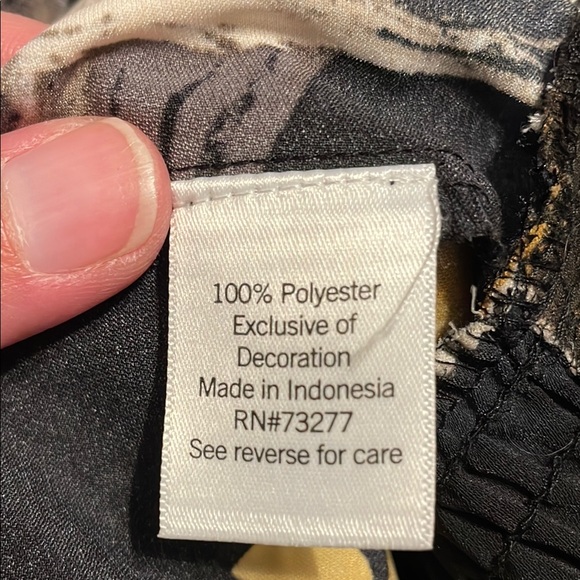 100% Polyester
Exclusive of
Decoration
Made in Indonesia
RN#73277
See reverse for care